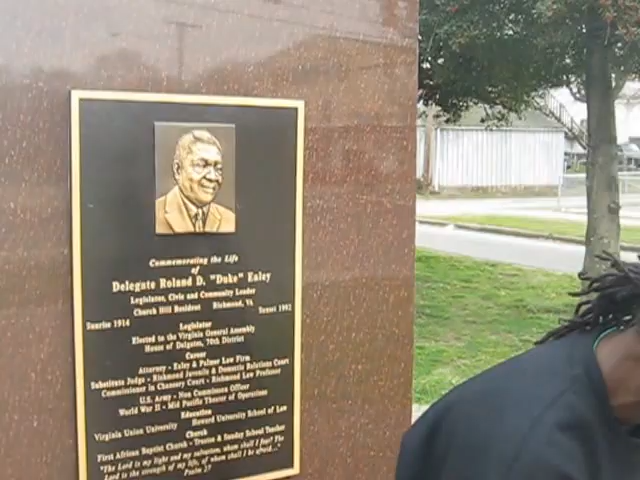 Commemorating the Life
of
Delegate Roland D. "Duke" Ealey
Legislator, Civic and Community Leader
Church Hill Resident Richmond, VA
Sunrise 1914 Sunset 1992
Legislator
Elected to the Virginia General Assembly
House of Delegates, 70th District
Career
Attorney - Ealey & Palmer Law Firm
Substitute Judge - Richmond Juvenile & Domestic Relations Court
Commissioner in Chancery Court - Richmond Law Professor
U.S. Army - Non Commission Officer
World War II - Mid Pacific Theater of Operations
Education
Virginia Union University Howard University School of Law
Church
First African Baptist Church - Trustee & Sunday School Teacher
"The Lord is my light and my salvation, whom shall I fear? The
Lord is the strength of my life, of whom shall I be afraid..."
Psalm 27